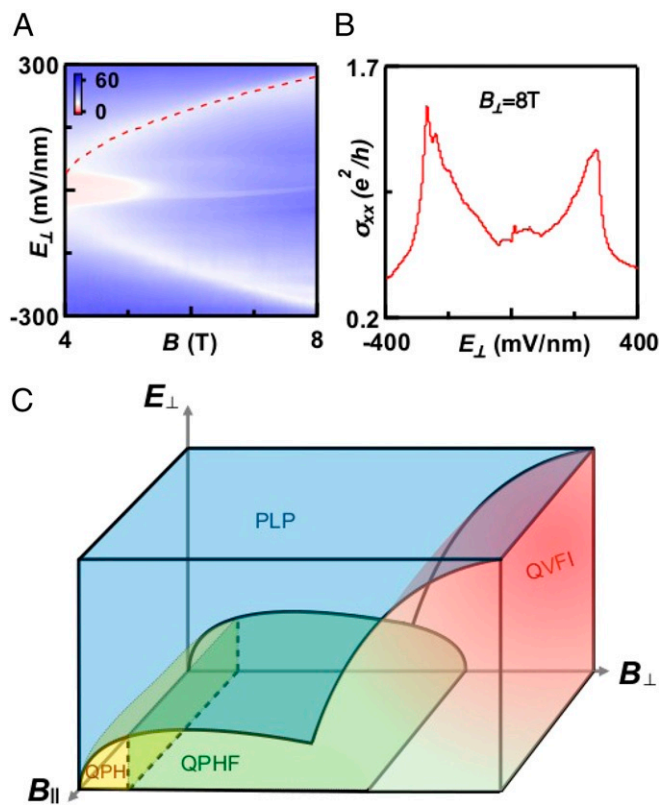 A
300
60
0
E⊥ (mV/nm)
-300
4
B (T)
8
B
1.7
B⊥=8T
σxx (e²/h)
0.2
-400
E⊥ (mV/nm)
400
C
E⊥
PLP
QVFI
B⊥
QPH
QPHF
B||